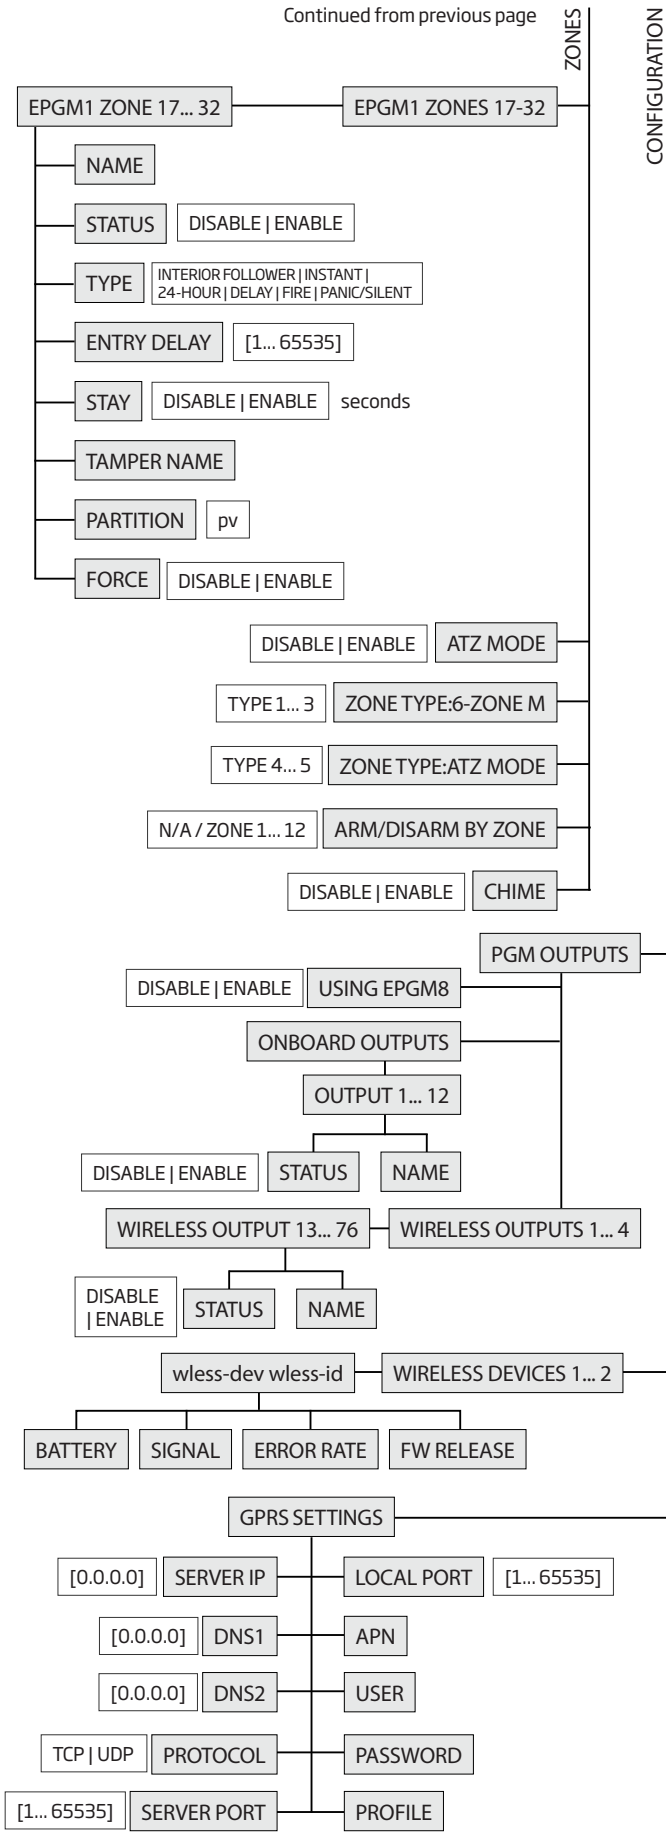 Continued from previous page
ZONES
CONFIGURATION
EPGM1 ZONE 17... 32
EPGM1 ZONES 17-32
NAME
STATUS
DISABLE | ENABLE
TYPE
INTERIOR FOLLOWER | INSTANT |
24-HOUR | DELAY | FIRE | PANIC/SILENT
ENTRY DELAY
[1... 65535]
STAY
DISABLE | ENABLE
seconds
TAMPER NAME
PARTITION
pv
FORCE
DISABLE | ENABLE
DISABLE | ENABLE
ATZ MODE
TYPE 1... 3
ZONE TYPE:6-ZONE M
TYPE 4... 5
ZONE TYPE:ATZ MODE
N/A / ZONE 1... 12
ARM/DISARM BY ZONE
DISABLE | ENABLE
CHIME
PGM OUTPUTS
DISABLE | ENABLE
USING EPGM8
ONBOARD OUTPUTS
OUTPUT 1... 12
DISABLE | ENABLE
STATUS
NAME
WIRELESS OUTPUT 13... 76
WIRELESS OUTPUTS 1... 4
DISABLE
| ENABLE
STATUS
NAME
wless-dev wless-id
WIRELESS DEVICES 1... 2
BATTERY
SIGNAL
ERROR RATE
FW RELEASE
GPRS SETTINGS
[0.0.0.0]
SERVER IP
LOCAL PORT
[1... 65535]
[0.0.0.0]
DNS1
APN
[0.0.0.0]
DNS2
USER
TCP | UDP
PROTOCOL
PASSWORD
[1... 65535]
SERVER PORT
PROFILE